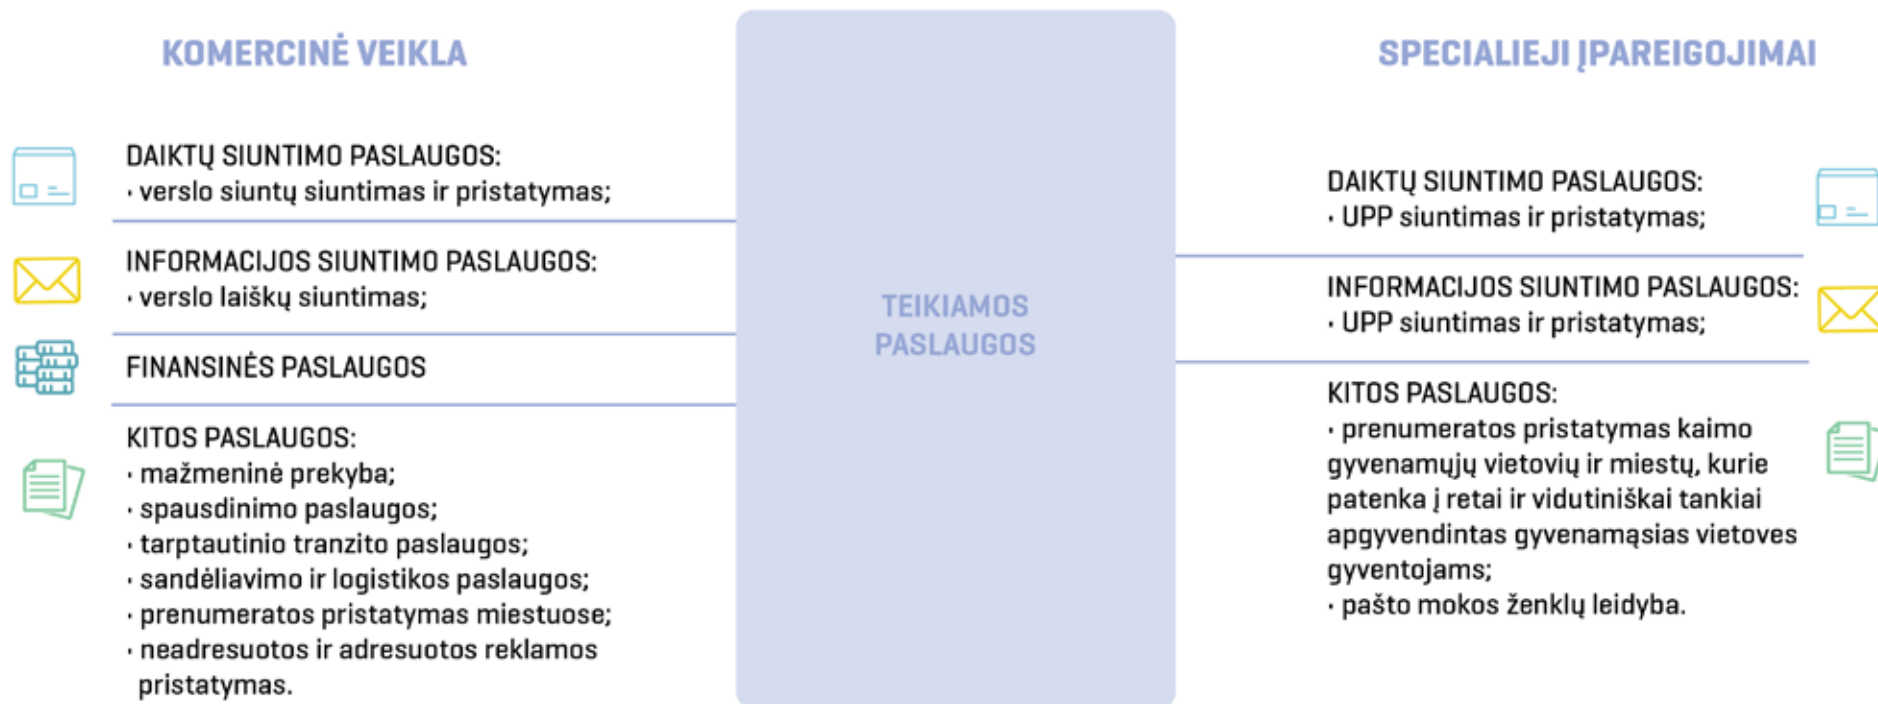 KOMERCINĖ VEIKLA
DAIKTŲ SIUNTIMO PASLAUGOS:
· verslo siuntų siuntimas ir pristatymas;
INFORMACIJOS SIUNTIMO PASLAUGOS:
· verslo laiškų siuntimas;
FINANSINĖS PASLAUGOS
KITOS PASLAUGOS:
· mažmeninė prekyba;
· spausdinimo paslaugos;
· tarptautinio tranzito paslaugos;
· sandėliavimo ir logistikos paslaugos;
· prenumeratos pristatymas miestuose;
· neadresuotos ir adresuotos reklamos
pristatymas.
TEIKIAMOS
PASLAUGOS
SPECIALIEJI ĮPAREIGOJIMAI
DAIKTŲ SIUNTIMO PASLAUGOS:
· UPP siuntimas ir pristatymas;
INFORMACIJOS SIUNTIMO PASLAUGOS:
· UPP siuntimas ir pristatymas;
KITOS PASLAUGOS:
· prenumeratos pristatymas kaimo
gyvenamųjų vietovių ir miestų, kurie
patenka į retai ir vidutiniškai tankiai
apgyvendintas gyvenamąsias vietoves
gyventojams;
· pašto mokos ženklų leidyba.